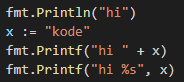 fmt.Println("hi")
x := "kode"
fmt.Printf("hi " + x)
fmt.Printf("hi %s", x)